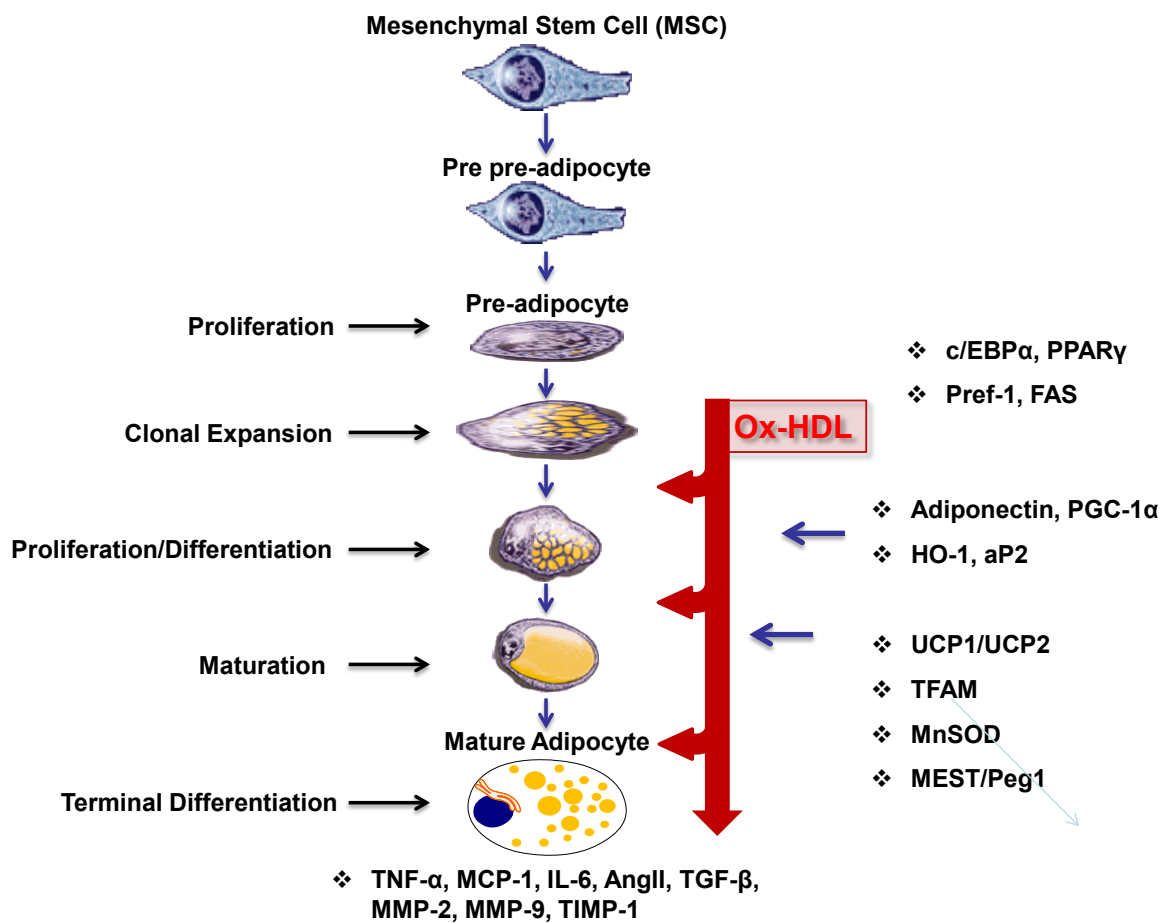 Mesenchymal Stem Cell (MSC)
Pre pre-adipocyte
Pre-adipocyte
Proliferation
Clonal Expansion
Proliferation/Differentiation
Maturation
Mature Adipocyte
Terminal Differentiation
Ox-HDL
❖ c/EBPα, PPARγ
❖ Pref-1, FAS
❖ Adiponectin, PGC-1α
❖ HO-1, aP2
❖ UCP1/UCP2
❖ TFAM
❖ MnSOD
❖ MEST/Peg1
❖ TNF-α, MCP-1, IL-6, AngII, TGF-β,
MMP-2, MMP-9, TIMP-1